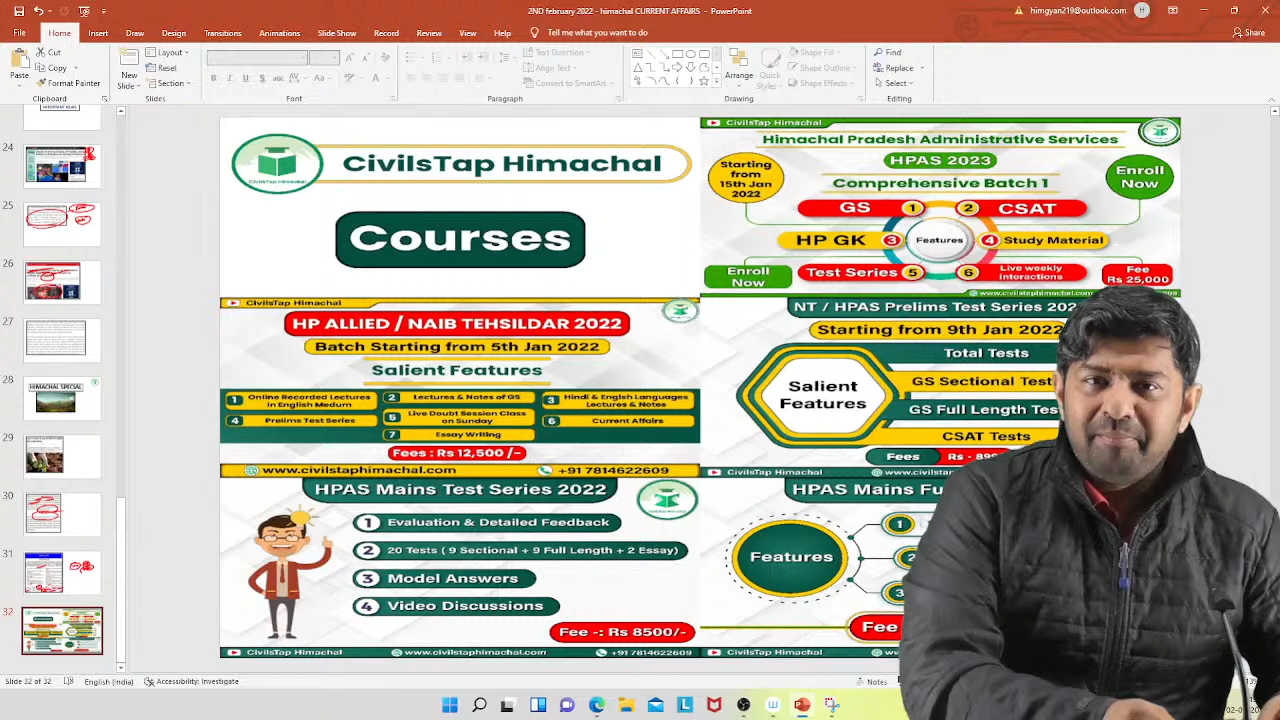 2ND february 2022 - himachal CURRENT AFFAIRS - PowerPoint
himgyan29@outlook.com
H
File Home Insert Draw Design Transitions Animations Slide Show Record Review View Help Tell me what you want to do
Share
Cut
Copy
Format Painter
Paste
Clipboard
New
Slide
Layout
Reset
Section
Slides
B I U S
Font
Text Direction
Align Text
Convert to SmartArt
Paragraph
Arrange
Quick
Styles
Shape Fill
Shape Outline
Shape Effects
Drawing
Find
Replace
Select
Editing
24
25
26
27
28
HIMACHAL SPECIAL
29
30
31
32
CivilsTap Himachal
CivilsTap Himachal
Courses
CivilsTap Himachal
Himachal Pradesh Administrative Services
HPAS 2023
Comprehensive Batch 1
Starting
from
15th Jan
2022
Enroll
Now
GS 1
2 CSAT
HP GK 3
Features
4 Study Material
Test Series 5
6 Live weekly
interactions
Enroll
Now
Fee
Rs 25,000
CivilsTap Himachal
HP ALLIED / NAIB TEHSILDAR 2022
Batch Starting from 5th Jan 2022
Salient Features
1 Online Recorded Lectures
in English Medum
2 Lectures & Notes of GS
3 Hindi & English Languages
Lectures & Notes
4 Prelims Test Series
5 Live Doubt Session Class
on Sunday
6 Current Affairs
7 Essay Writing
Fees : Rs 12,500 /-
www.civilstaphimachal.com
+91 7814622609
NT / HPAS Prelims Test Series 202
Starting from 9th Jan 2022
Salient
Features
Total Tests
GS Sectional Test
GS Full Length Tes
CSAT Tests
Fees Rs -
CivilsTap Himachal
HPAS Mains Test Series 2022
1 Evaluation & Detailed Feedback
2 20 Tests ( 9 Sectional + 9 Full Length + 2 Essay)
3 Model Answers
4 Video Discussions
Fee -: Rs 8500/-
CivilsTap Himachal
www.civilstaphimachal.com
+91 7814622609
HPAS Mains Fu
Features
1
2
3
Fee
CivilsTap Himachal
Slide 32 of 32
English (India)
Accessibility: Investigate
Notes